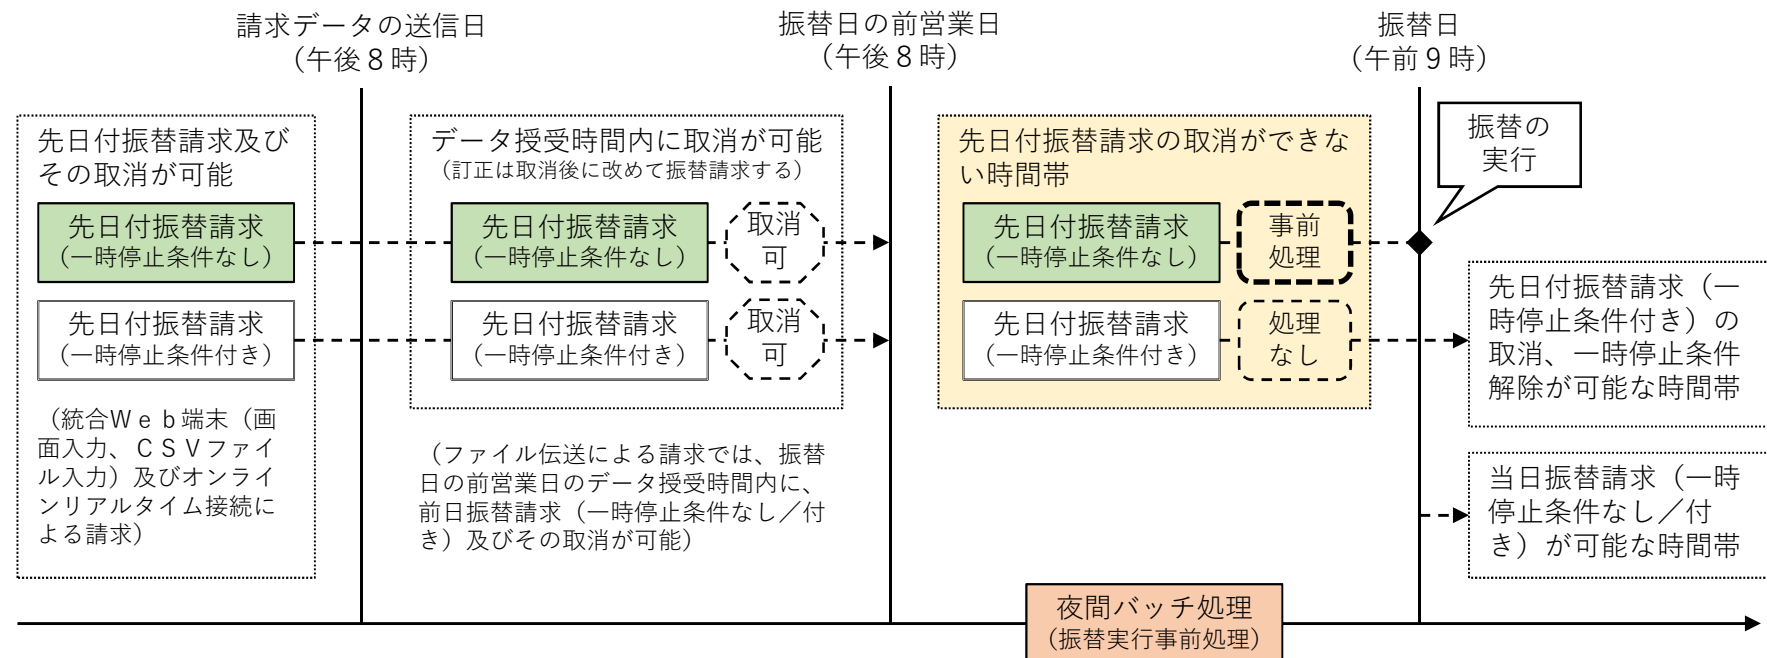 請求データの送信日
（午後８時）
振替日の前営業日
（午後８時）
振替日
（午前９時）
先日付振替請求及び
その取消が可能
先日付振替請求
（一時停止条件なし）
先日付振替請求
（一時停止条件付き）
（統合Ｗｅｂ端末（画
面入力、ＣＳＶファイ
ル入力）及びオンライ
ンリアルタイム接続に
よる請求）
データ授受時間内に取消が可能
（訂正は取消後に改めて振替請求する）
先日付振替請求
（一時停止条件なし）
取消
可
先日付振替請求
（一時停止条件付き）
取消
可
（ファイル伝送による請求では、振替
日の前営業日のデータ授受時間内に、
前日振替請求（一時停止条件なし／付
き）及びその取消が可能）
先日付振替請求の取消ができな
い時間帯
先日付振替請求
（一時停止条件なし）
事前
処理
先日付振替請求
（一時停止条件付き）
処理
なし
振替の
実行
先日付振替請求（一
時停止条件付き）の
取消、一時停止条件
解除が可能な時間帯
当日振替請求（一時
停止条件なし／付
き）が可能な時間帯
夜間バッチ処理
（振替実行事前処理）